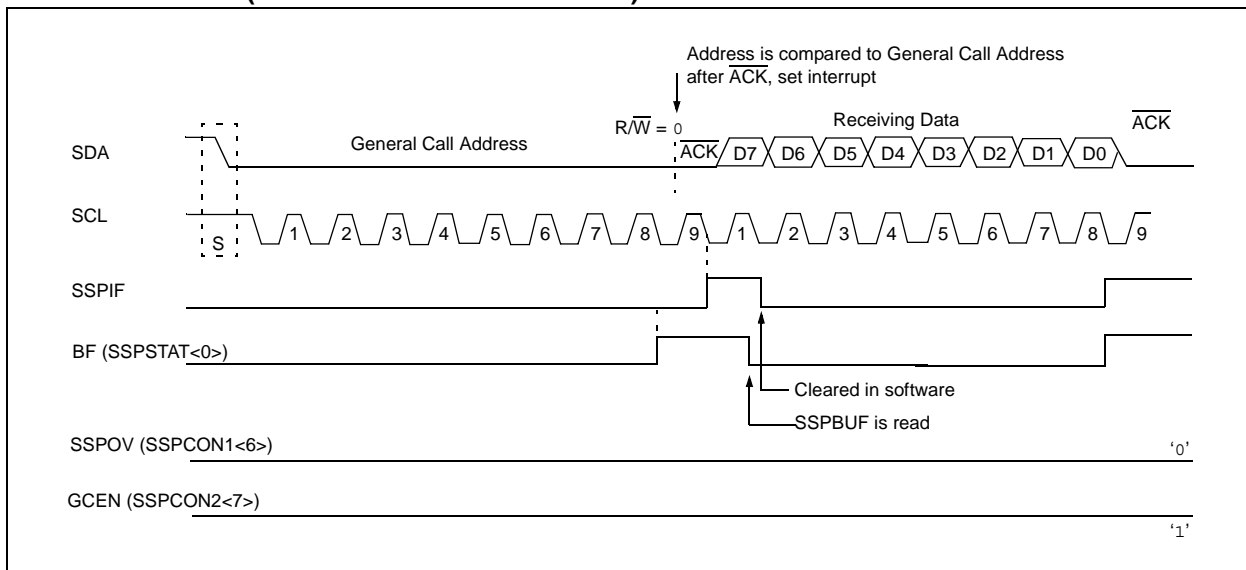 Address is compared to General Call Address
after ACK, set interrupt
R/W = 0
Receiving Data
ACK
SDA
General Call Address
ACK
D7 D6 D5 D4 D3 D2 D1 D0
SCL
S
1 2 3 4 5 6 7 8 9 1 2 3 4 5 6 7 8 9
SSPIF
BF (SSPSTAT<0>)
Cleared in software
SSPBUF is read
SSPOV (SSPCON1<6>)
‘0’
GCEN (SSPCON2<7>)
‘1’